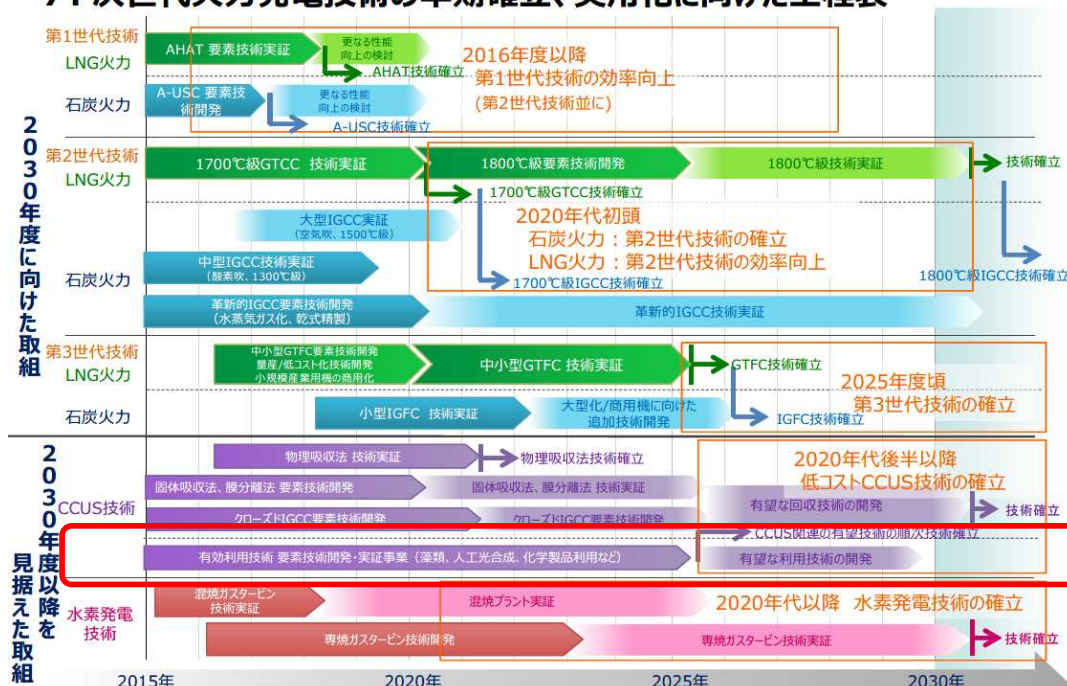 2030年度に向けた取組
第1世代技術
LNG火力
AHAT 要素技術実証
更なる性能
向上の検討
AHAT技術確立
石炭火力
A-USC 要素技
術開発
更なる性能
向上の検討
A-USC技術確立
2016年度以降
第1世代技術の効率向上
(第2世代技術並に)
第2世代技術
LNG火力
1700℃級GTCC 技術実証
1800℃級要素技術開発
1800℃級技術実証
技術確立
1700℃級GTCC技術確立
石炭火力
大型IGCC実証
(空気吹、1500℃級)
中型IGCC技術実証
(酸素吹、1300℃級)
革新的IGCC要素技術開発
(水蒸気ガス化、乾式精製)
革新的IGCC技術実証
2020年代初頭
石炭火力：第2世代技術の確立
LNG火力：第2世代技術の効率向上
1700℃級IGCC技術確立
1800℃級IGCC技術確立
第3世代技術
LNG火力
中小型GTFC要素技術開発
量産/低コスト化技術開発
小規模産業用機の商用化
中小型GTFC 技術実証
GTFC技術確立
石炭火力
小型IGFC 技術実証
大型化/商用機に向けた
追加技術開発
IGFC技術確立
2025年度頃
第3世代技術の確立
2030年度以降を
見据えた取組
CCUS技術
物理吸収法 技術実証
物理吸収法技術確立
固体吸収法、膜分離法 要素技術開発
固体吸収法、膜分離法 技術実証
クローズドIGCC要素技術開発
クローズドIGCC要素技術開発
2020年代後半以降
低コストCCUS技術の確立
有望な回収技術の開発
技術確立
CCUS関連の有望技術の順次技術確立
有効利用技術 要素技術開発・実証事業（藻類、人工光合成、化学製品利用など）
有望な利用技術の開発
水素発電
技術
混焼ガスタービン
技術実証
混焼プラント実証
2020年代以降 水素発電技術の確立
専焼ガスタービン技術開発
専焼ガスタービン技術実証
技術確立
2015年
2020年
2025年
2030年